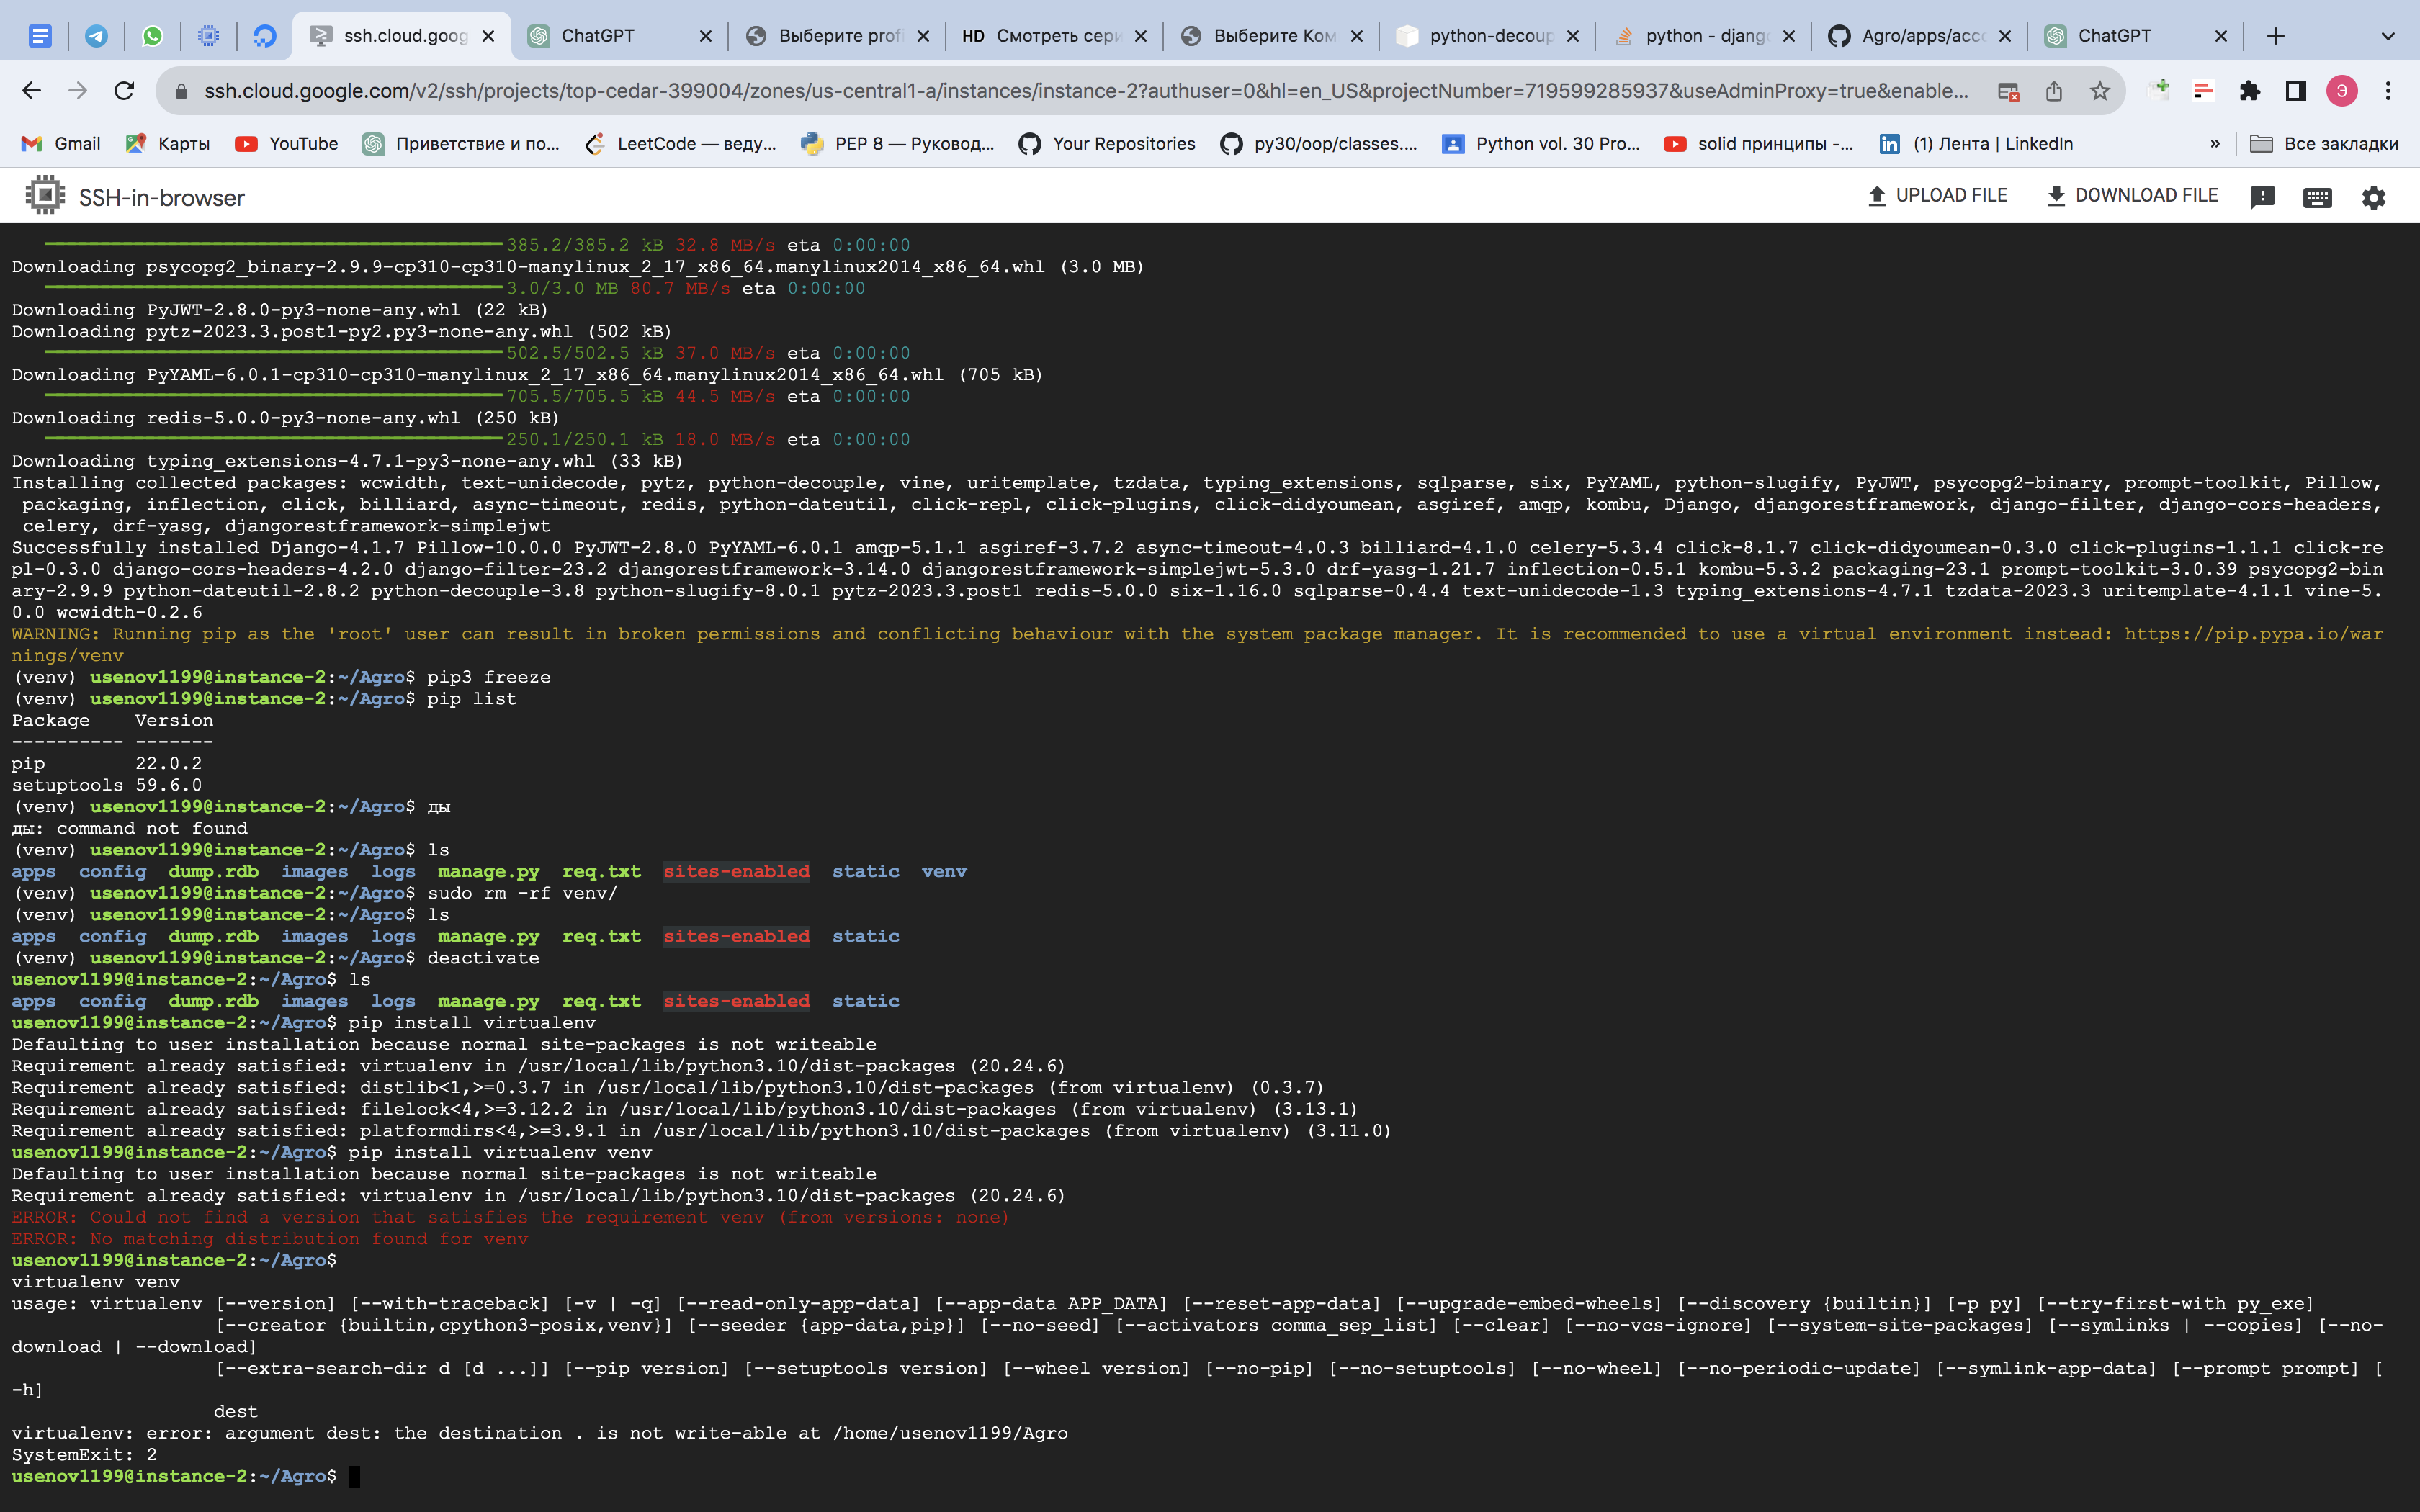 ssh.cloud.goog
ChatGPT
Выберите profi
HD Смотреть сери
Выберите Ком
python-decoup
python - djang
Agro/apps/acco
ChatGPT
ssh.cloud.google.com/v2/ssh/projects/top-cedar-399004/zones/us-central1-a/instances/instance-2?authuser=0&hl=en_US&projectNumber=719599285937&useAdminProxy=true&enable...
Э
Gmail
Карты
YouTube
Приветствие и по...
LeetCode — веду...
PEP 8 — Руковод...
Your Repositories
py30/oop/classes....
Python vol. 30 Pro...
solid принципы -...
(1) Лента | LinkedIn
»
Все закладки
SSH-in-browser
UPLOAD FILE
DOWNLOAD FILE
385.2/385.2 kB 32.8 MB/s eta 0:00:00
Downloading psycopg2_binary-2.9.9-cp310-cp310-manylinux_2_17_x86_64.manylinux2014_x86_64.whl (3.0 MB)
3.0/3.0 MB 80.7 MB/s eta 0:00:00
Downloading PyJWT-2.8.0-py3-none-any.whl (22 kB)
Downloading pytz-2023.3.post1-py2.py3-none-any.whl (502 kB)
502.5/502.5 kB 37.0 MB/s eta 0:00:00
Downloading PyYAML-6.0.1-cp310-cp310-manylinux_2_17_x86_64.manylinux2014_x86_64.whl (705 kB)
705.5/705.5 kB 44.5 MB/s eta 0:00:00
Downloading redis-5.0.0-py3-none-any.whl (250 kB)
250.1/250.1 kB 18.0 MB/s eta 0:00:00
Downloading typing_extensions-4.7.1-py3-none-any.whl (33 kB)
Installing collected packages: wcwidth, text-unidecode, pytz, python-decouple, vine, uritemplate, tzdata, typing_extensions, sqlparse, six, PyYAML, python-slugify, PyJWT, psycopg2-binary, prompt-toolkit, Pillow,
packaging, inflection, click, billiard, async-timeout, redis, python-dateutil, click-repl, click-plugins, click-didyoumean, asgiref, amqp, kombu, Django, djangorestframework, django-filter, django-cors-headers,
celery, drf-yasg, djangorestframework-simplejwt
Successfully installed Django-4.1.7 Pillow-10.0.0 PyJWT-2.8.0 PyYAML-6.0.1 amqp-5.1.1 asgiref-3.7.2 async-timeout-4.0.3 billiard-4.1.0 celery-5.3.4 click-8.1.7 click-didyoumean-0.3.0 click-plugins-1.1.1 click-re
pl-0.3.0 django-cors-headers-4.2.0 django-filter-23.2 djangorestframework-3.14.0 djangorestframework-simplejwt-5.3.0 drf-yasg-1.21.7 inflection-0.5.1 kombu-5.3.2 packaging-23.1 prompt-toolkit-3.0.39 psycopg2-bin
ary-2.9.9 python-dateutil-2.8.2 python-decouple-3.8 python-slugify-8.0.1 pytz-2023.3.post1 redis-5.0.0 six-1.16.0 sqlparse-0.4.4 text-unidecode-1.3 typing_extensions-4.7.1 tzdata-2023.3 uritemplate-4.1.1 vine-5.
0.0 wcwidth-0.2.6
WARNING: Running pip as the 'root' user can result in broken permissions and conflicting behaviour with the system package manager. It is recommended to use a virtual environment instead: https://pip.pypa.io/war
nings/venv
(venv) usenov1199@instance-2:~/Agro$ pip3 freeze
(venv) usenov1199@instance-2:~/Agro$ pip list
Package    Version
---------- -------
pip        22.0.2
setuptools 59.6.0
(venv) usenov1199@instance-2:~/Agro$ ды
ды: command not found
(venv) usenov1199@instance-2:~/Agro$ ls
apps  config  dump.rdb  images  logs  manage.py  req.txt  sites-enabled  static  venv
(venv) usenov1199@instance-2:~/Agro$ sudo rm -rf venv/
(venv) usenov1199@instance-2:~/Agro$ ls
apps  config  dump.rdb  images  logs  manage.py  req.txt  sites-enabled  static
(venv) usenov1199@instance-2:~/Agro$ deactivate
usenov1199@instance-2:~/Agro$ ls
apps  config  dump.rdb  images  logs  manage.py  req.txt  sites-enabled  static
usenov1199@instance-2:~/Agro$ pip install virtualenv
Defaulting to user installation because normal site-packages is not writeable
Requirement already satisfied: virtualenv in /usr/local/lib/python3.10/dist-packages (20.24.6)
Requirement already satisfied: distlib<1,>=0.3.7 in /usr/local/lib/python3.10/dist-packages (from virtualenv) (0.3.7)
Requirement already satisfied: filelock<4,>=3.12.2 in /usr/local/lib/python3.10/dist-packages (from virtualenv) (3.13.1)
Requirement already satisfied: platformdirs<4,>=3.9.1 in /usr/local/lib/python3.10/dist-packages (from virtualenv) (3.11.0)
usenov1199@instance-2:~/Agro$ pip install virtualenv venv
Defaulting to user installation because normal site-packages is not writeable
Requirement already satisfied: virtualenv in /usr/local/lib/python3.10/dist-packages (20.24.6)
ERROR: Could not find a version that satisfies the requirement venv (from versions: none)
ERROR: No matching distribution found for venv
usenov1199@instance-2:~/Agro$
virtualenv venv
usage: virtualenv [--version] [--with-traceback] [-v | -q] [--read-only-app-data] [--app-data APP_DATA] [--reset-app-data] [--upgrade-embed-wheels] [--discovery {builtin}] [-p py] [--try-first-with py_exe]
[--creator {builtin,cpython3-posix,venv}] [--seeder {app-data,pip}] [--no-seed] [--activators comma_sep_list] [--clear] [--no-vcs-ignore] [--system-site-packages] [--symlinks | --copies] [--no-
download | --download]
[--extra-search-dir d [d ...]] [--pip version] [--setuptools version] [--wheel version] [--no-pip] [--no-setuptools] [--no-wheel] [--no-periodic-update] [--symlink-app-data] [--prompt prompt] [
-h]
dest
virtualenv: error: argument dest: the destination . is not write-able at /home/usenov1199/Agro
SystemExit: 2
usenov1199@instance-2:~/Agro$